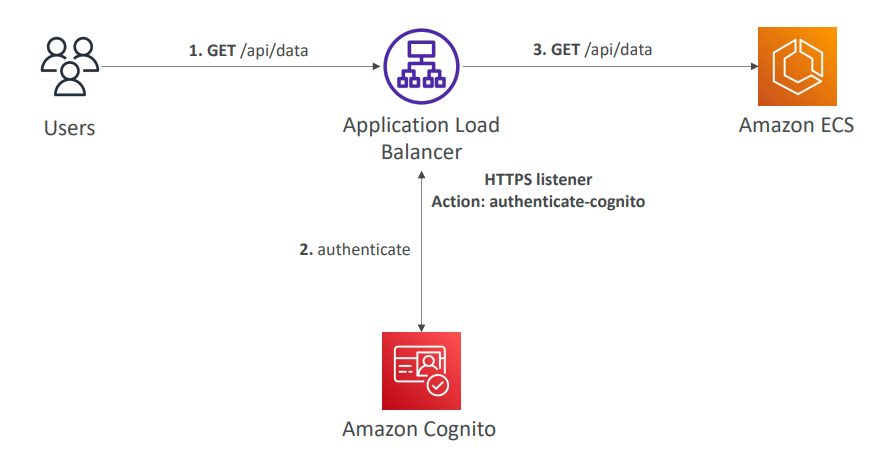 1. GET /api/data
3. GET /api/data
Users
Application Load
Balancer
Amazon ECS
HTTPS listener
Action: authenticate-cognito
2. authenticate
Amazon Cognito